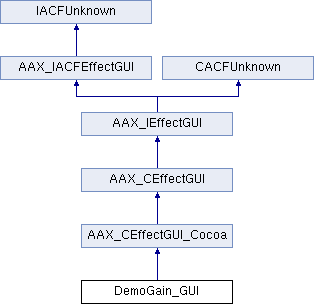 IACFUnknown
AAX_IACFEffectGUI
CACFUnknown
AAX_IEffectGUI
AAX_CEffectGUI
AAX_CEffectGUI_Cocoa
DemoGain_GUI